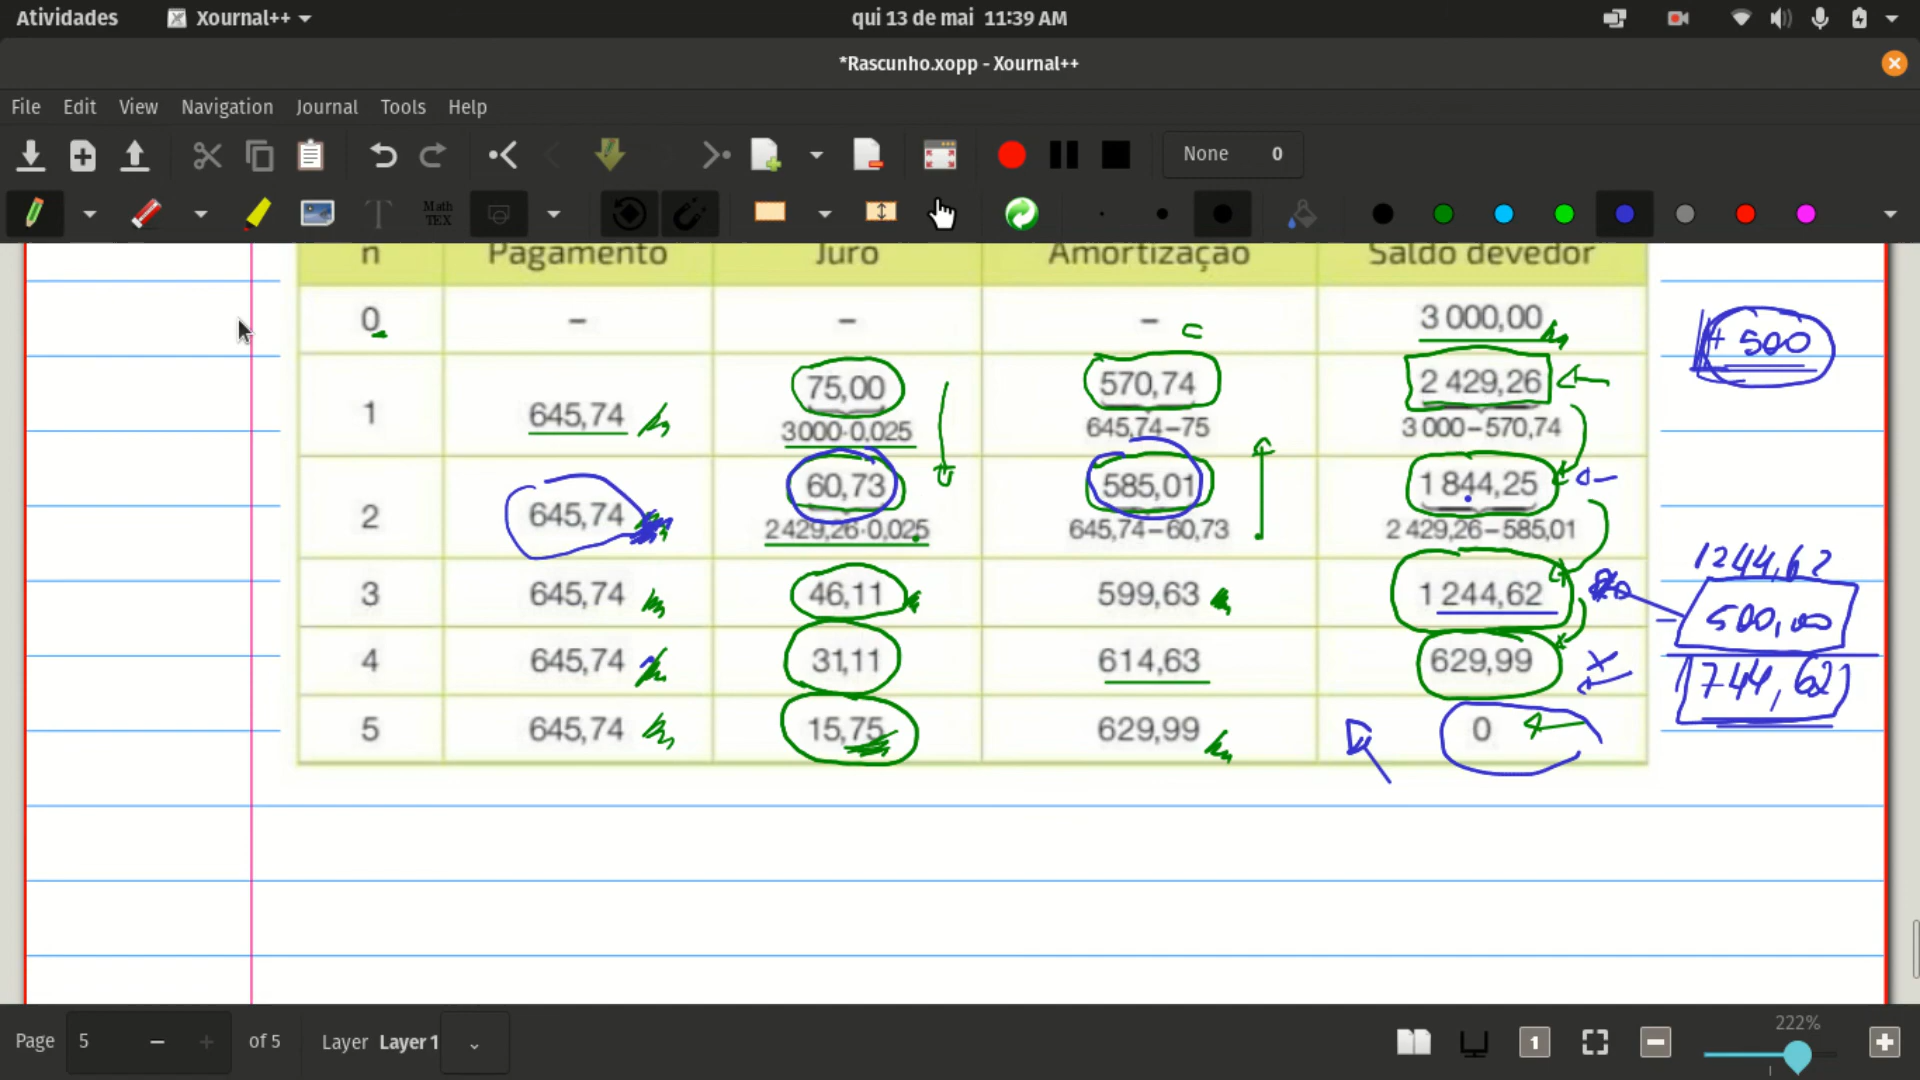 Atividades Xournal++ qui 13 de mai 11:39 AM
*Rascunho.xopp - Xournal++
File Edit View Navigation Journal Tools Help
None 0
T Math TEX
n Pagamento Juro Amortização Saldo devedor
0 – – – 3 000,00
+ 500
1 645,74 75,00 570,74 2 429,26
3000·0,025 645,74–75 3 000–570,74
2 645,74 60,73 585,01 1 844,25
2429,26·0,025 645,74–60,73 2 429,26–585,01
1244,62
3 645,74 46,11 599,63 1 244,62
– 500,00
4 645,74 31,11 614,63 629,99
744,62
5 645,74 15,75 629,99 0
Page 5 of 5 Layer Layer 1 1 222%